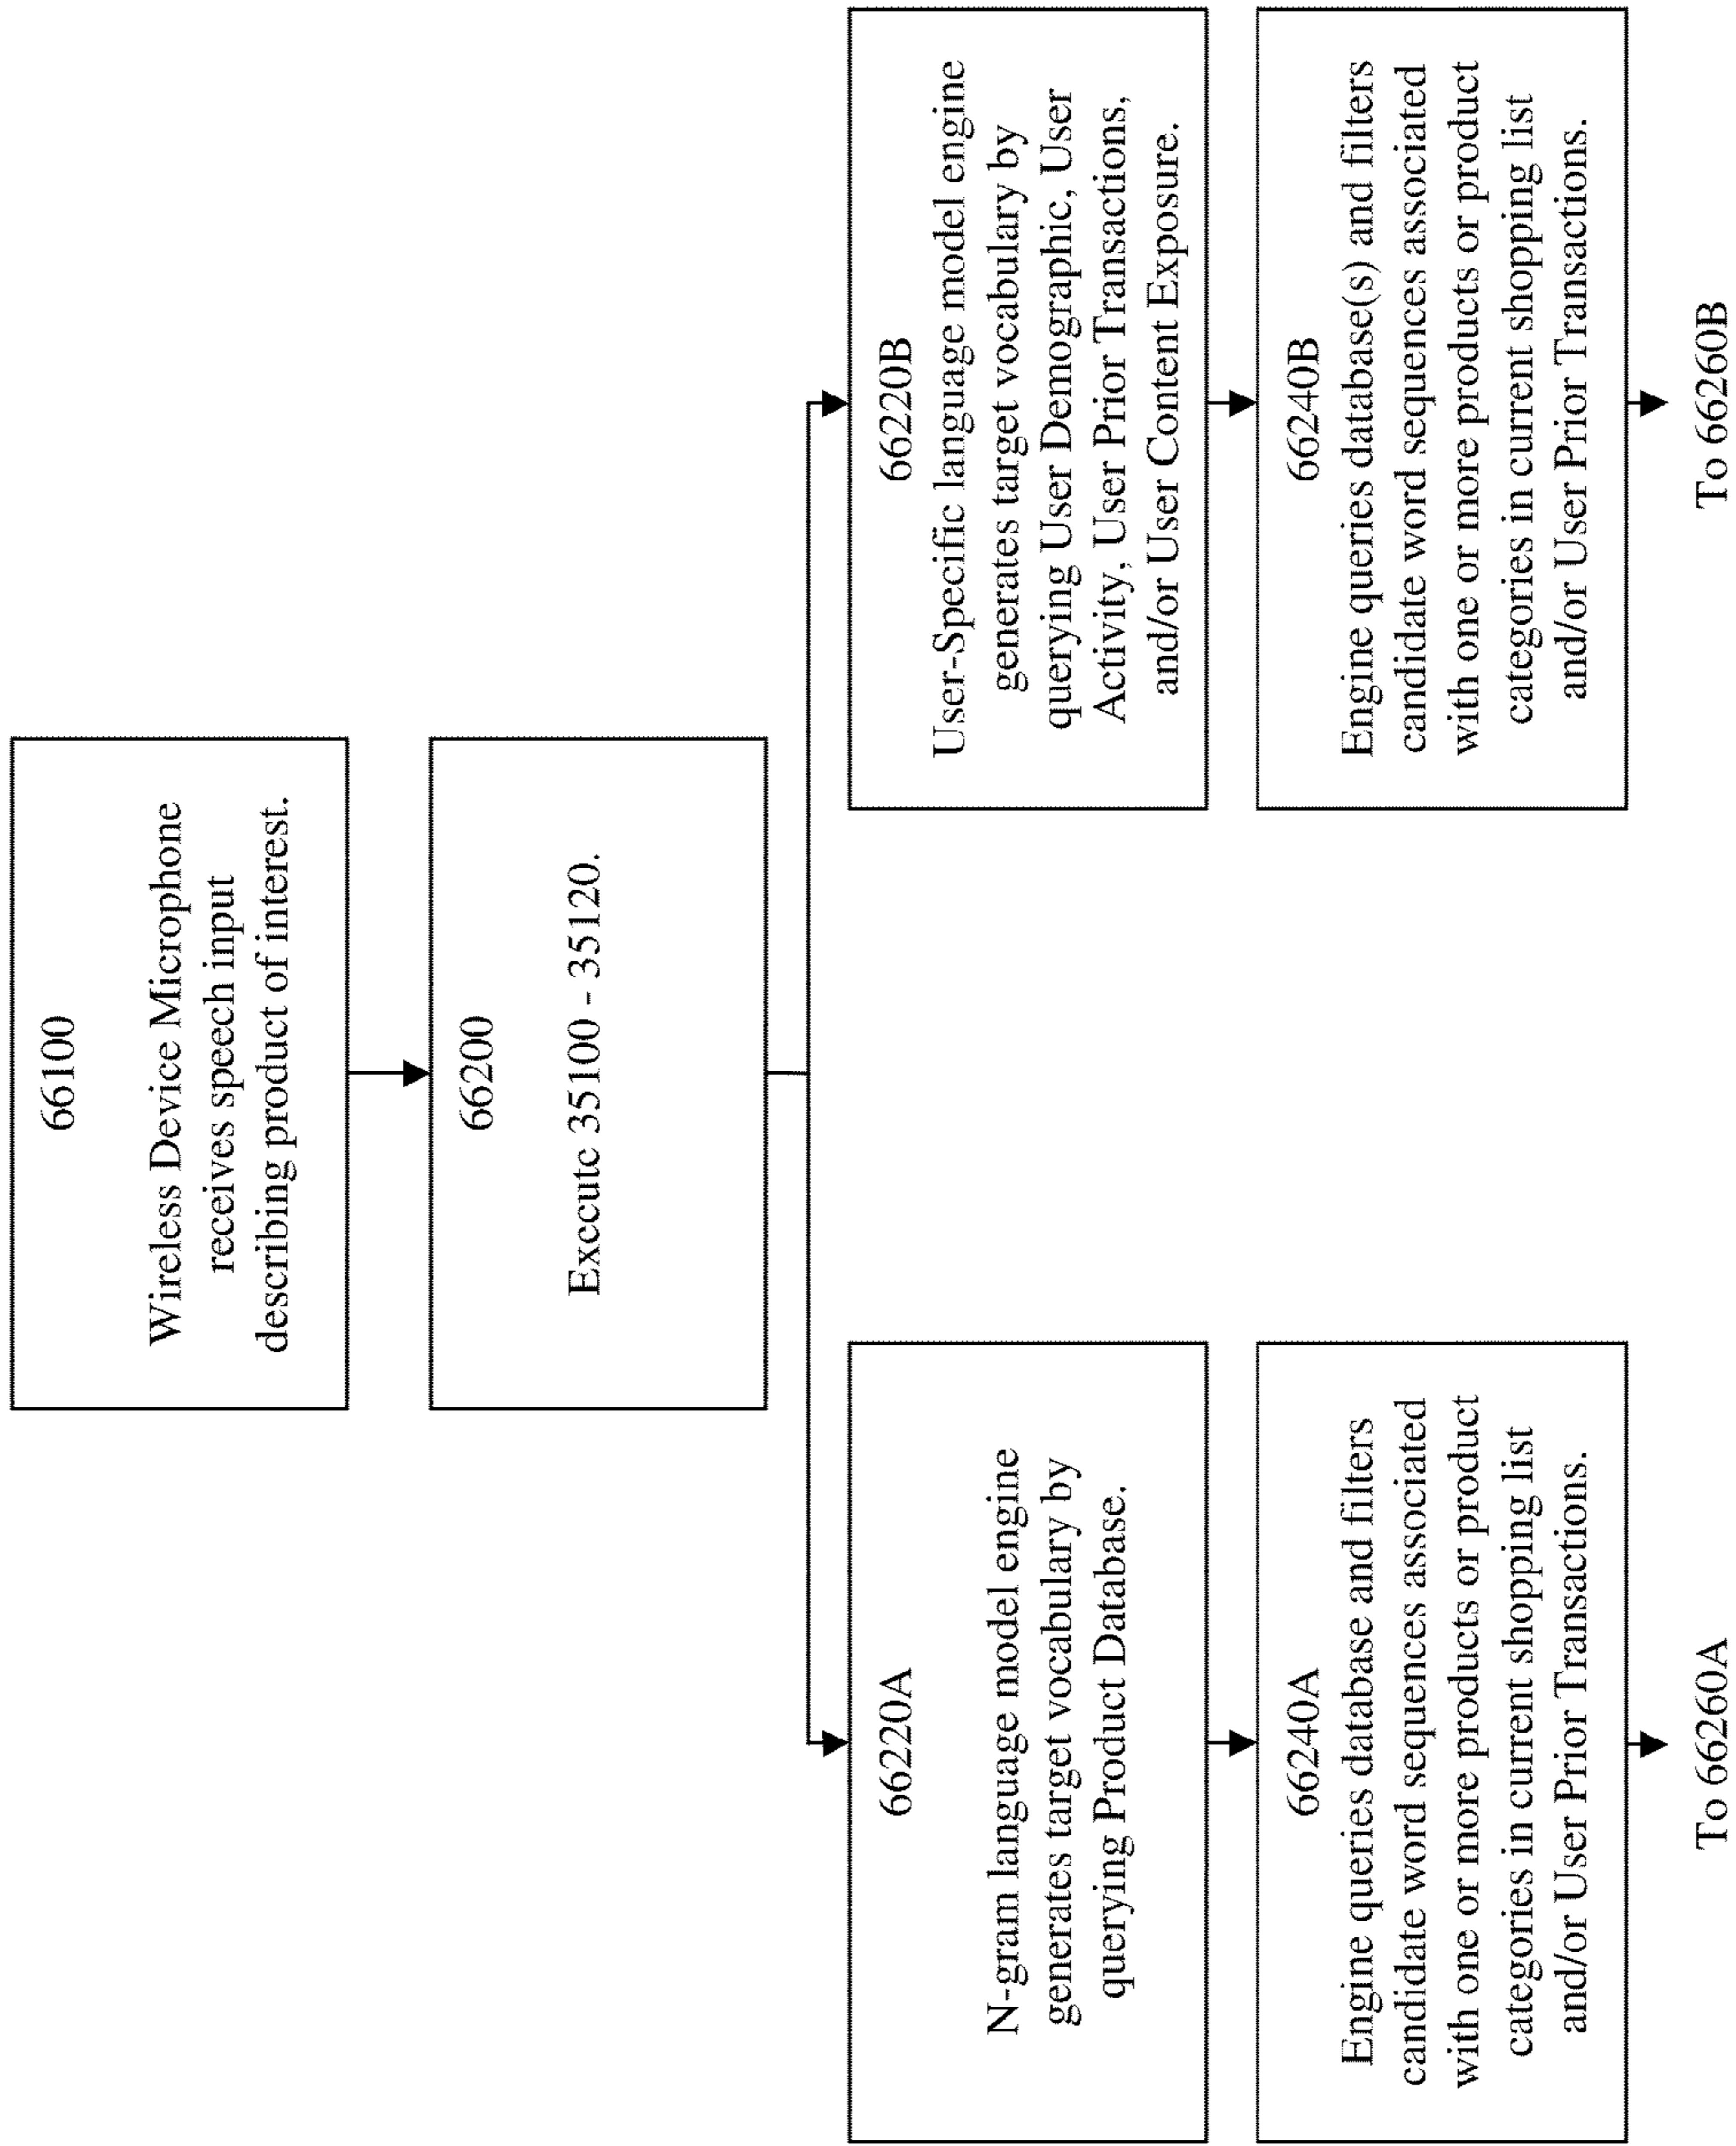 66100
Wireless Device Microphone
receives speech input
describing product of interest.
66200
Execute 35100 - 35120.
66220A
N-gram language model engine
generates target vocabulary by
querying Product Database.
66240A
Engine queries database and filters
candidate word sequences associated
with one or more products or product
categories in current shopping list
and/or User Prior Transactions.
To 66260A
66220B
User-Specific language model engine
generates target vocabulary by
querying User Demographic, User
Activity, User Prior Transactions,
and/or User Content Exposure.
66240B
Engine queries database(s) and filters
candidate word sequences associated
with one or more products or product
categories in current shopping list
and/or User Prior Transactions.
To 66260B